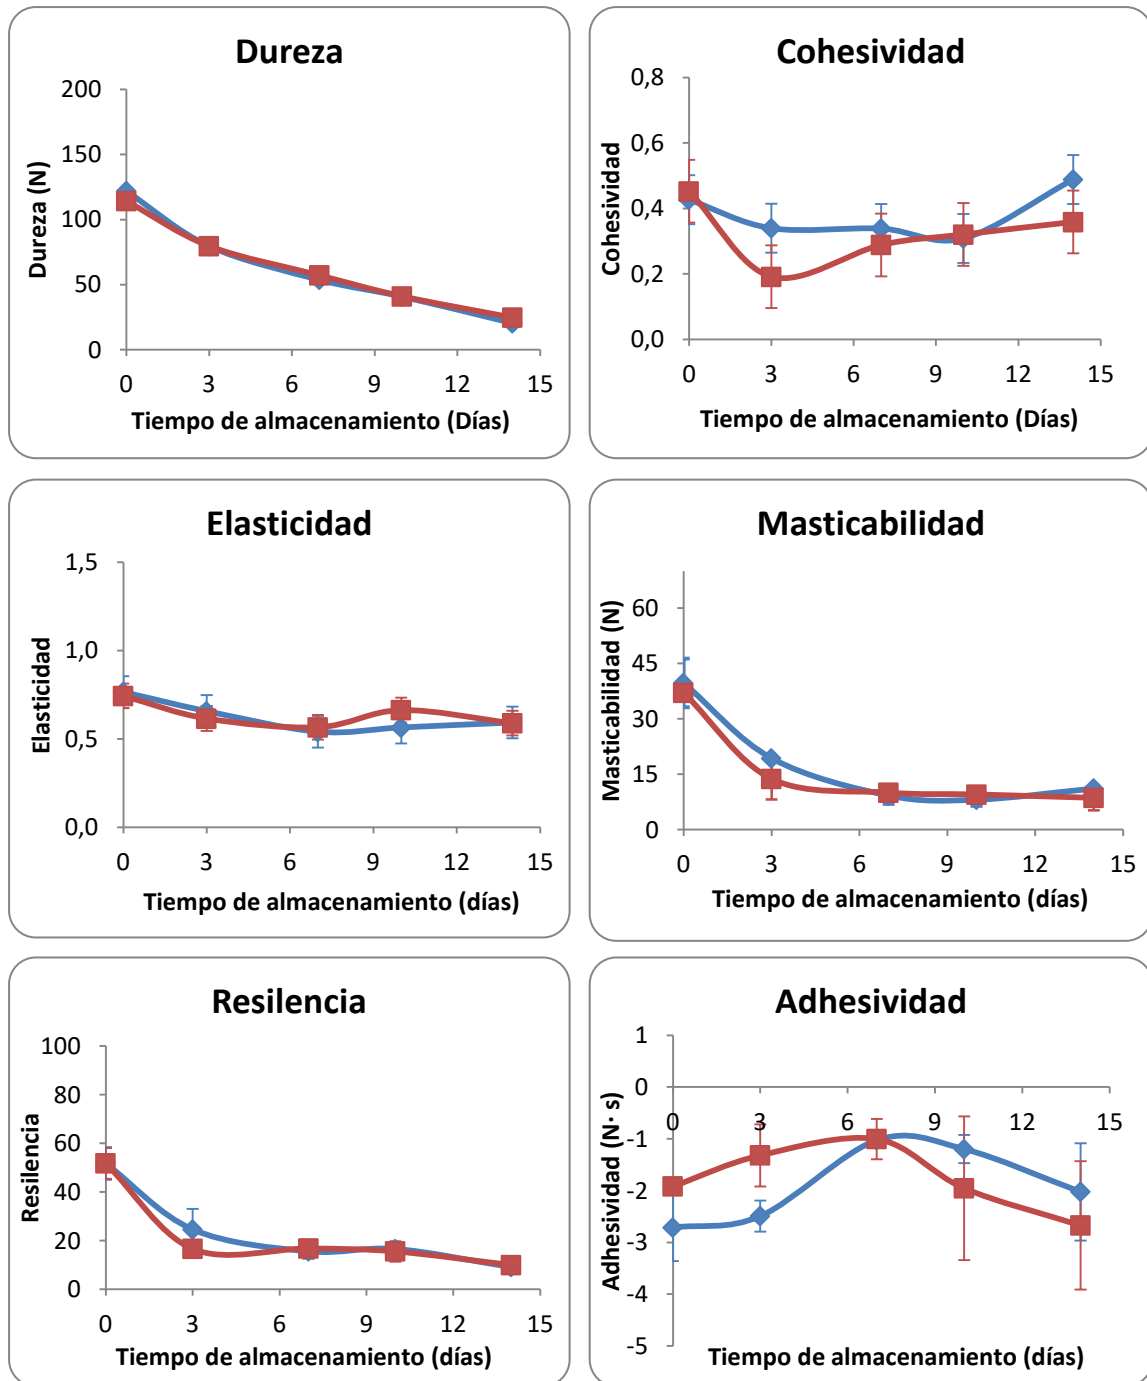 Dureza
200
150
100
50
0
Dureza (N)
0 3 6 9 12 15
Tiempo de almacenamiento (Días)
Cohesividad
0,8
0,6
0,4
0,2
0,0
Cohesividad
0 3 6 9 12 15
Tiempo de almacenamiento (Días)
Elasticidad
1,5
1,0
0,5
0,0
Elasticidad
0 3 6 9 12 15
Tiempo de almacenamiento (días)
Masticabilidad
60
45
30
15
0
Masticabilidad (N)
0 3 6 9 12 15
Tiempo de almacenamiento (días)
Resilencia
100
80
60
40
20
0
Resilencia
0 3 6 9 12 15
Tiempo de almacenamiento (días)
Adhesividad
1
0
-1
-2
-3
-4
-5
Adhesividad (N· s)
0 3 6 9 12 15
Tiempo de almacenamiento (días)